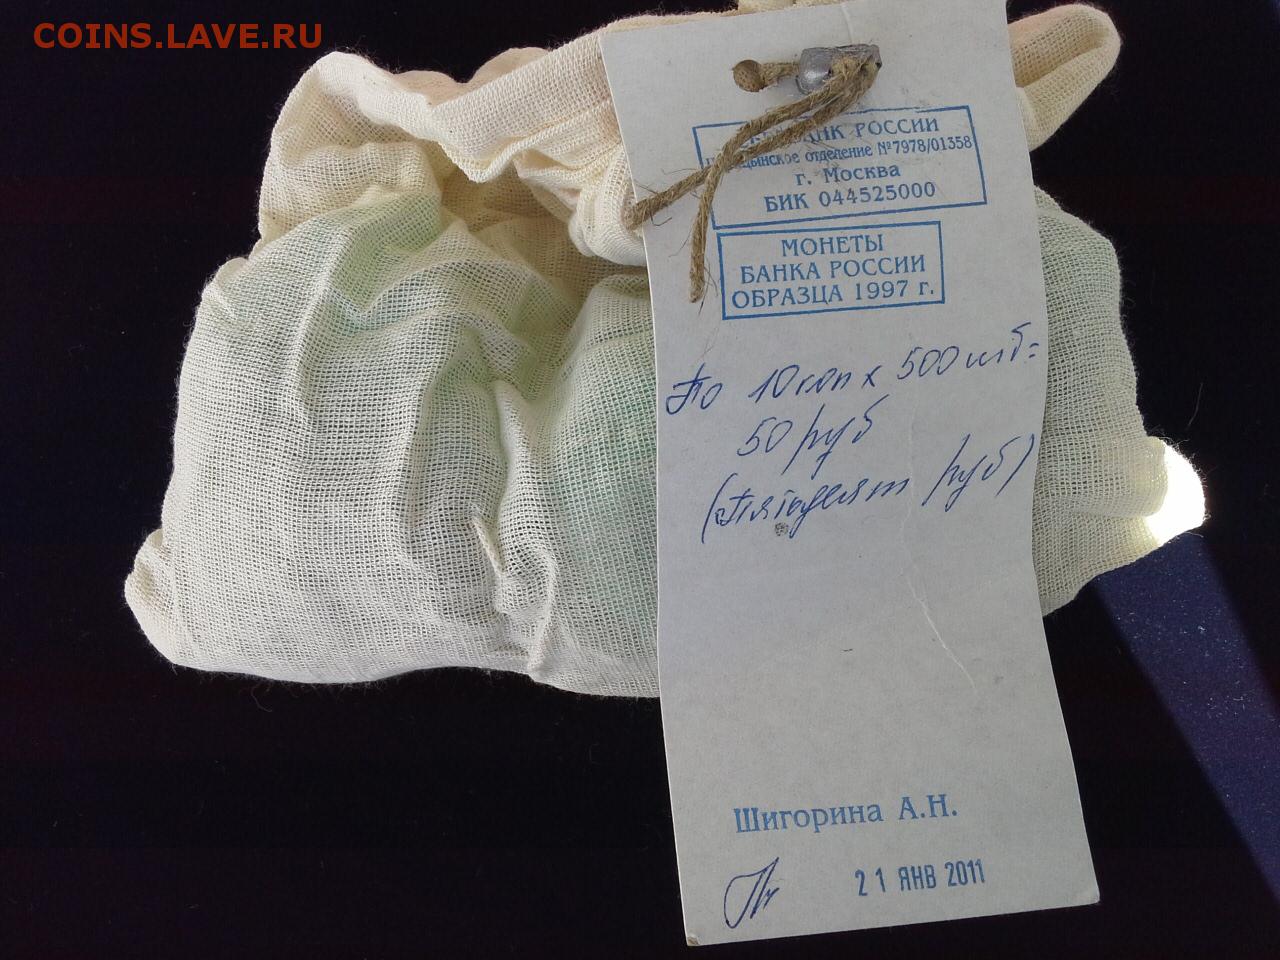 COINS.LAVE.RU
БАНК РОССИИ
отделение №7978/01358
г. Москва
БИК 044525000
МОНЕТЫ
БАНКА РОССИИ
ОБРАЗЦА 1997 г.
По 10 коп х 500 шт=
50 руб
(Пятьдесят руб)
Шигорина А.Н.
21 ЯНВ 2011